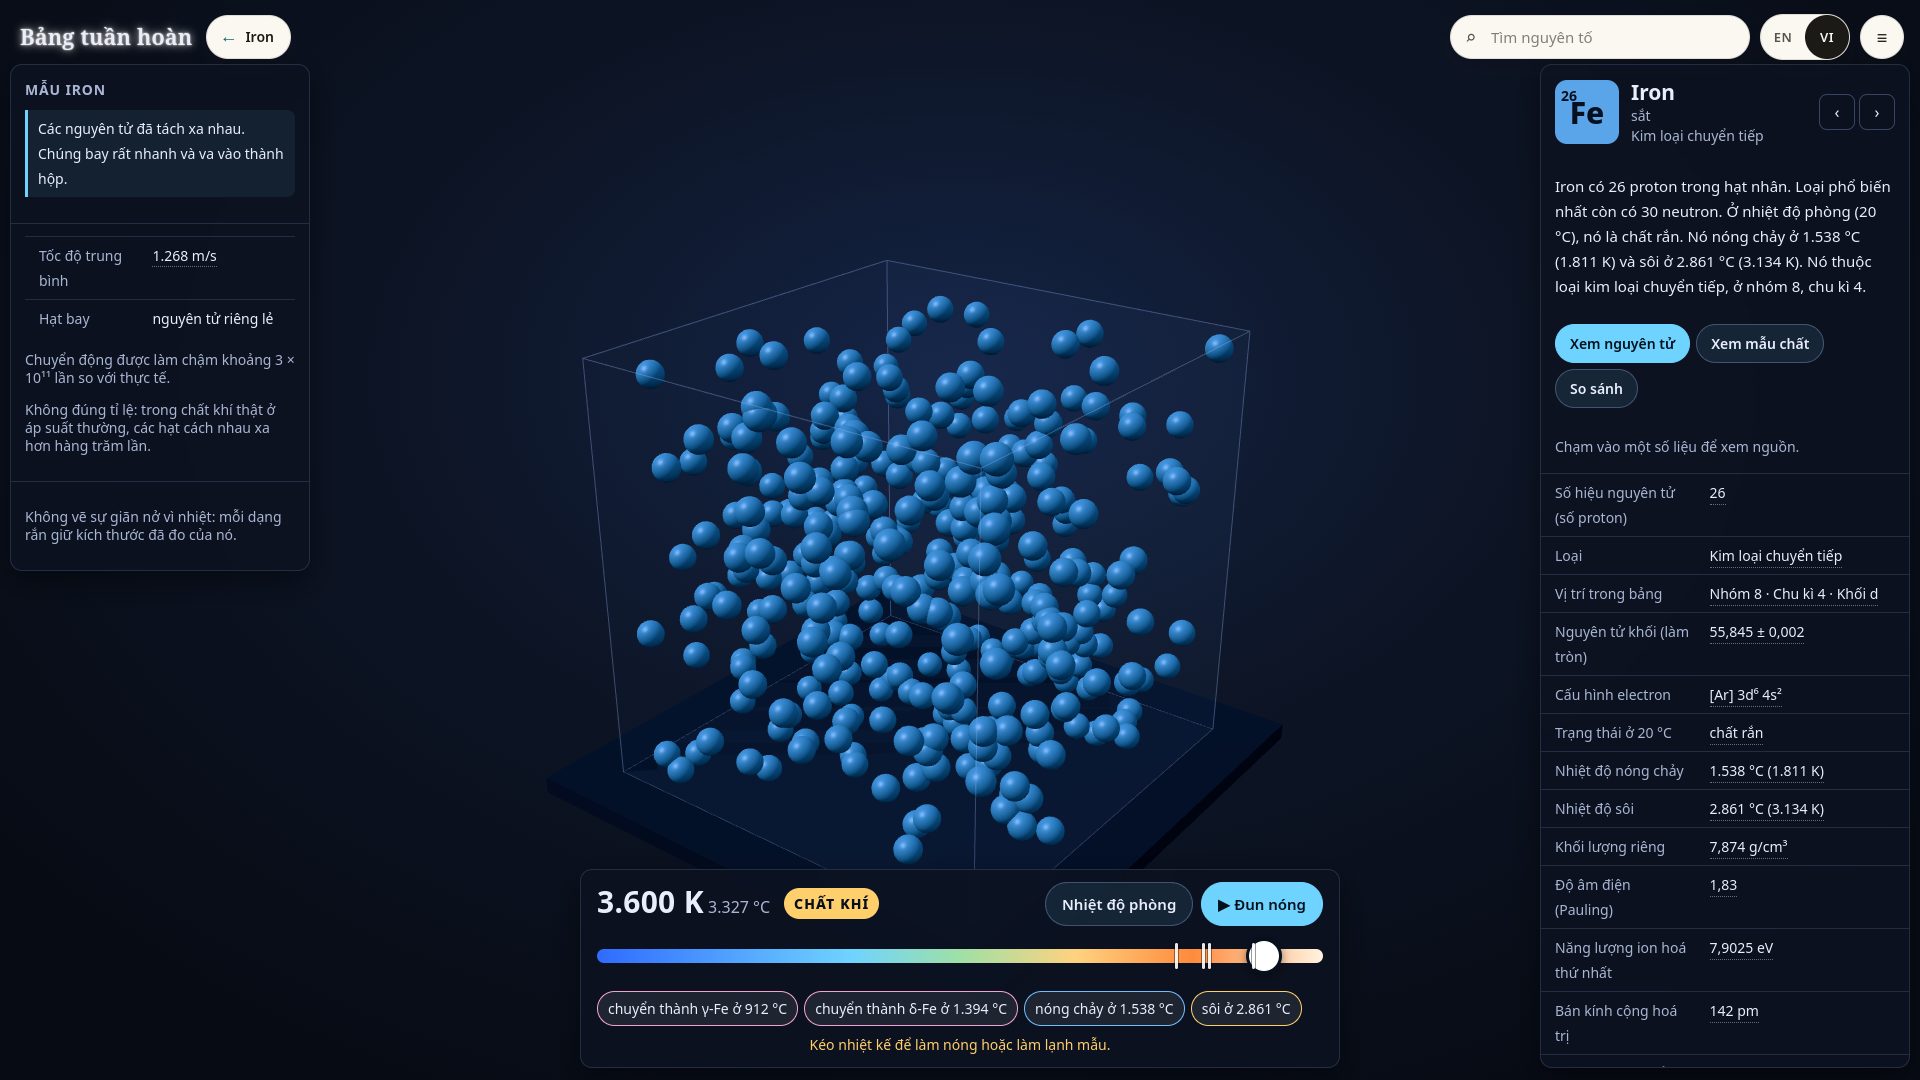 Bảng tuần hoàn
← Iron
Tìm nguyên tố
EN VI
≡
MẪU IRON
Các nguyên tử đã tách xa nhau.
Chúng bay rất nhanh và va vào thành
hộp.
Tốc độ trung
bình
1.268 m/s
Hạt bay
nguyên tử riêng lẻ
Chuyển động được làm chậm khoảng 3 ×
10¹¹ lần so với thực tế.
Không đúng tỉ lệ: trong chất khí thật ở
áp suất thường, các hạt cách nhau xa
hơn hàng trăm lần.
Không vẽ sự giãn nở vì nhiệt: mỗi dạng
rắn giữ kích thước đã đo của nó.
3.600 K 3.327 °C CHẤT KHÍ
Nhiệt độ phòng
▶ Đun nóng
chuyển thành γ-Fe ở 912 °C
chuyển thành δ-Fe ở 1.394 °C
nóng chảy ở 1.538 °C
sôi ở 2.861 °C
Kéo nhiệt kế để làm nóng hoặc làm lạnh mẫu.
26
Fe
Iron
sắt
Kim loại chuyển tiếp
‹ ›
Iron có 26 proton trong hạt nhân. Loại phổ biến
nhất còn có 30 neutron. Ở nhiệt độ phòng (20
°C), nó là chất rắn. Nó nóng chảy ở 1.538 °C
(1.811 K) và sôi ở 2.861 °C (3.134 K). Nó thuộc
loại kim loại chuyển tiếp, ở nhóm 8, chu kì 4.
Xem nguyên tử
Xem mẫu chất
So sánh
Chạm vào một số liệu để xem nguồn.
Số hiệu nguyên tử
(số proton)
26
Loại
Kim loại chuyển tiếp
Vị trí trong bảng
Nhóm 8 · Chu kì 4 · Khối d
Nguyên tử khối (làm
tròn)
55,845 ± 0,002
Cấu hình electron
[Ar] 3d⁶ 4s²
Trạng thái ở 20 °C
chất rắn
Nhiệt độ nóng chảy
1.538 °C (1.811 K)
Nhiệt độ sôi
2.861 °C (3.134 K)
Khối lượng riêng
7,874 g/cm³
Độ âm điện
(Pauling)
1,83
Năng lượng ion hoá
thứ nhất
7,9025 eV
Bán kính cộng hoá
trị
142 pm